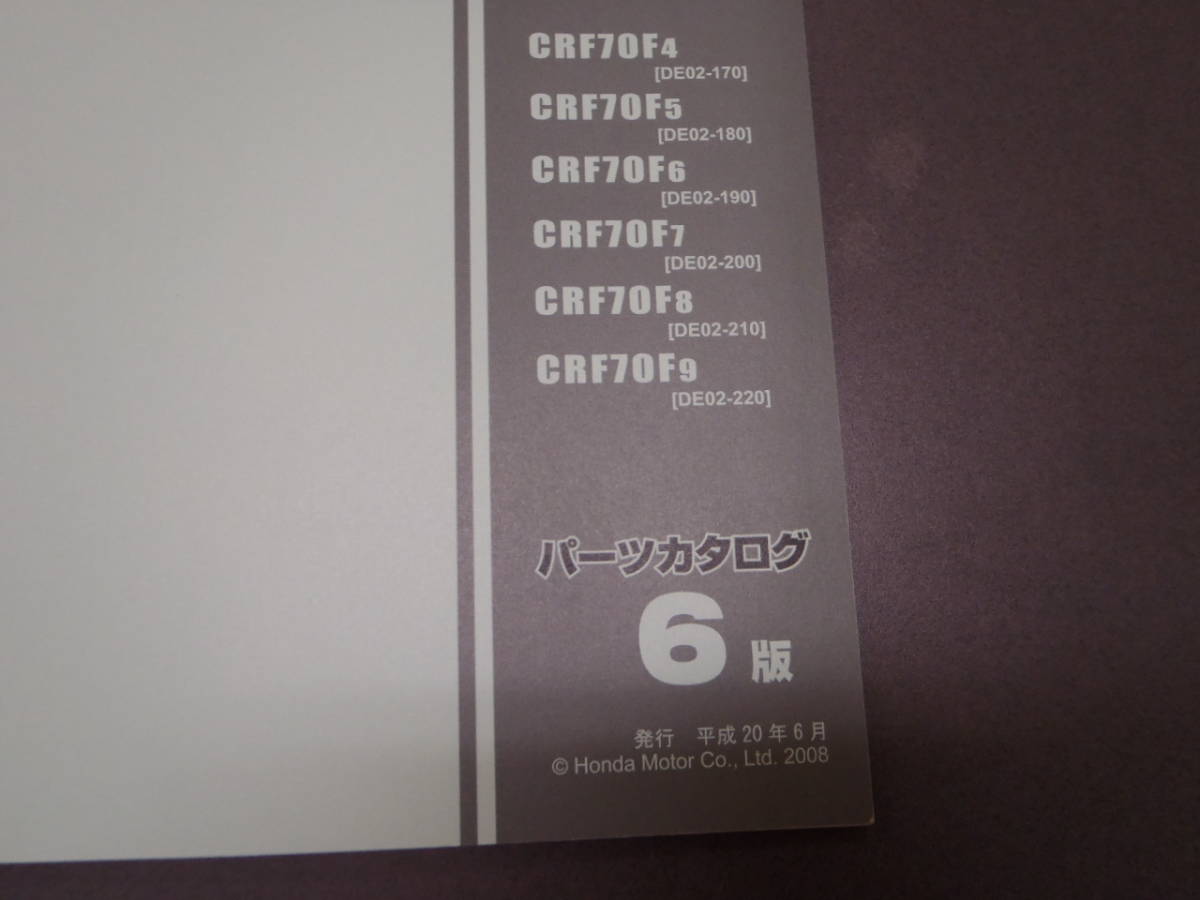 CRF70F4
[DE02-170]
CRF70F5
[DE02-180]
CRF70F6
[DE02-190]
CRF70F7
[DE02-200]
CRF70F8
[DE02-210]
CRF70F9
[DE02-220]
パーツカタログ
6 版
発行 平成20年6月
© Honda Motor Co., Ltd. 2008